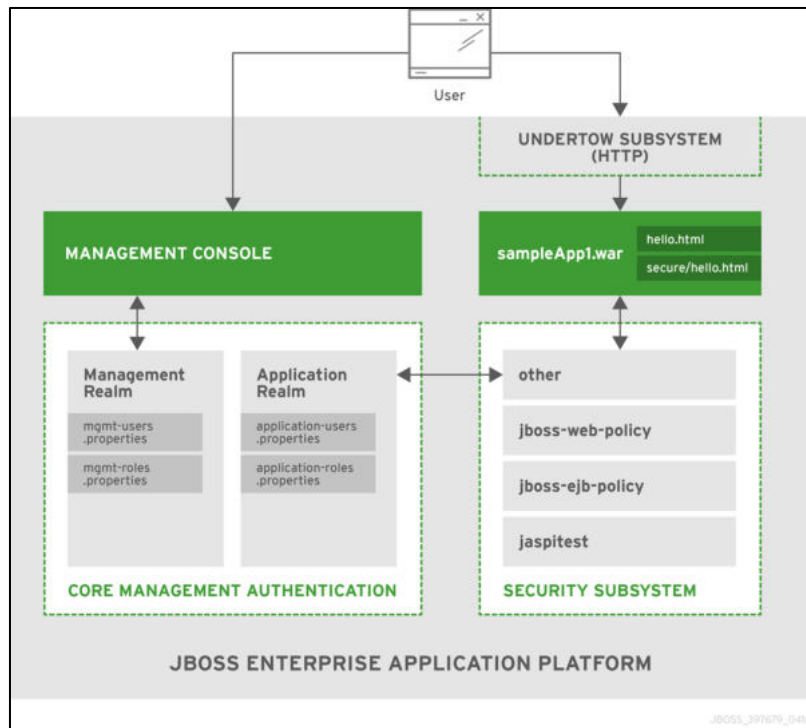 User
UNDERTOW SUBSYSTEM
(HTTP)
MANAGEMENT CONSOLE
sampleApp1.war
hello.html
secure/hello.html
Management
Realm
mgmt-users
.properties
mgmt-roles
.properties
Application
Realm
application-users
.properties
application-roles
.properties
CORE MANAGEMENT AUTHENTICATION
other
jboss-web-policy
jboss-ejb-policy
jaspitest
SECURITY SUBSYSTEM
JBOSS ENTERPRISE APPLICATION PLATFORM